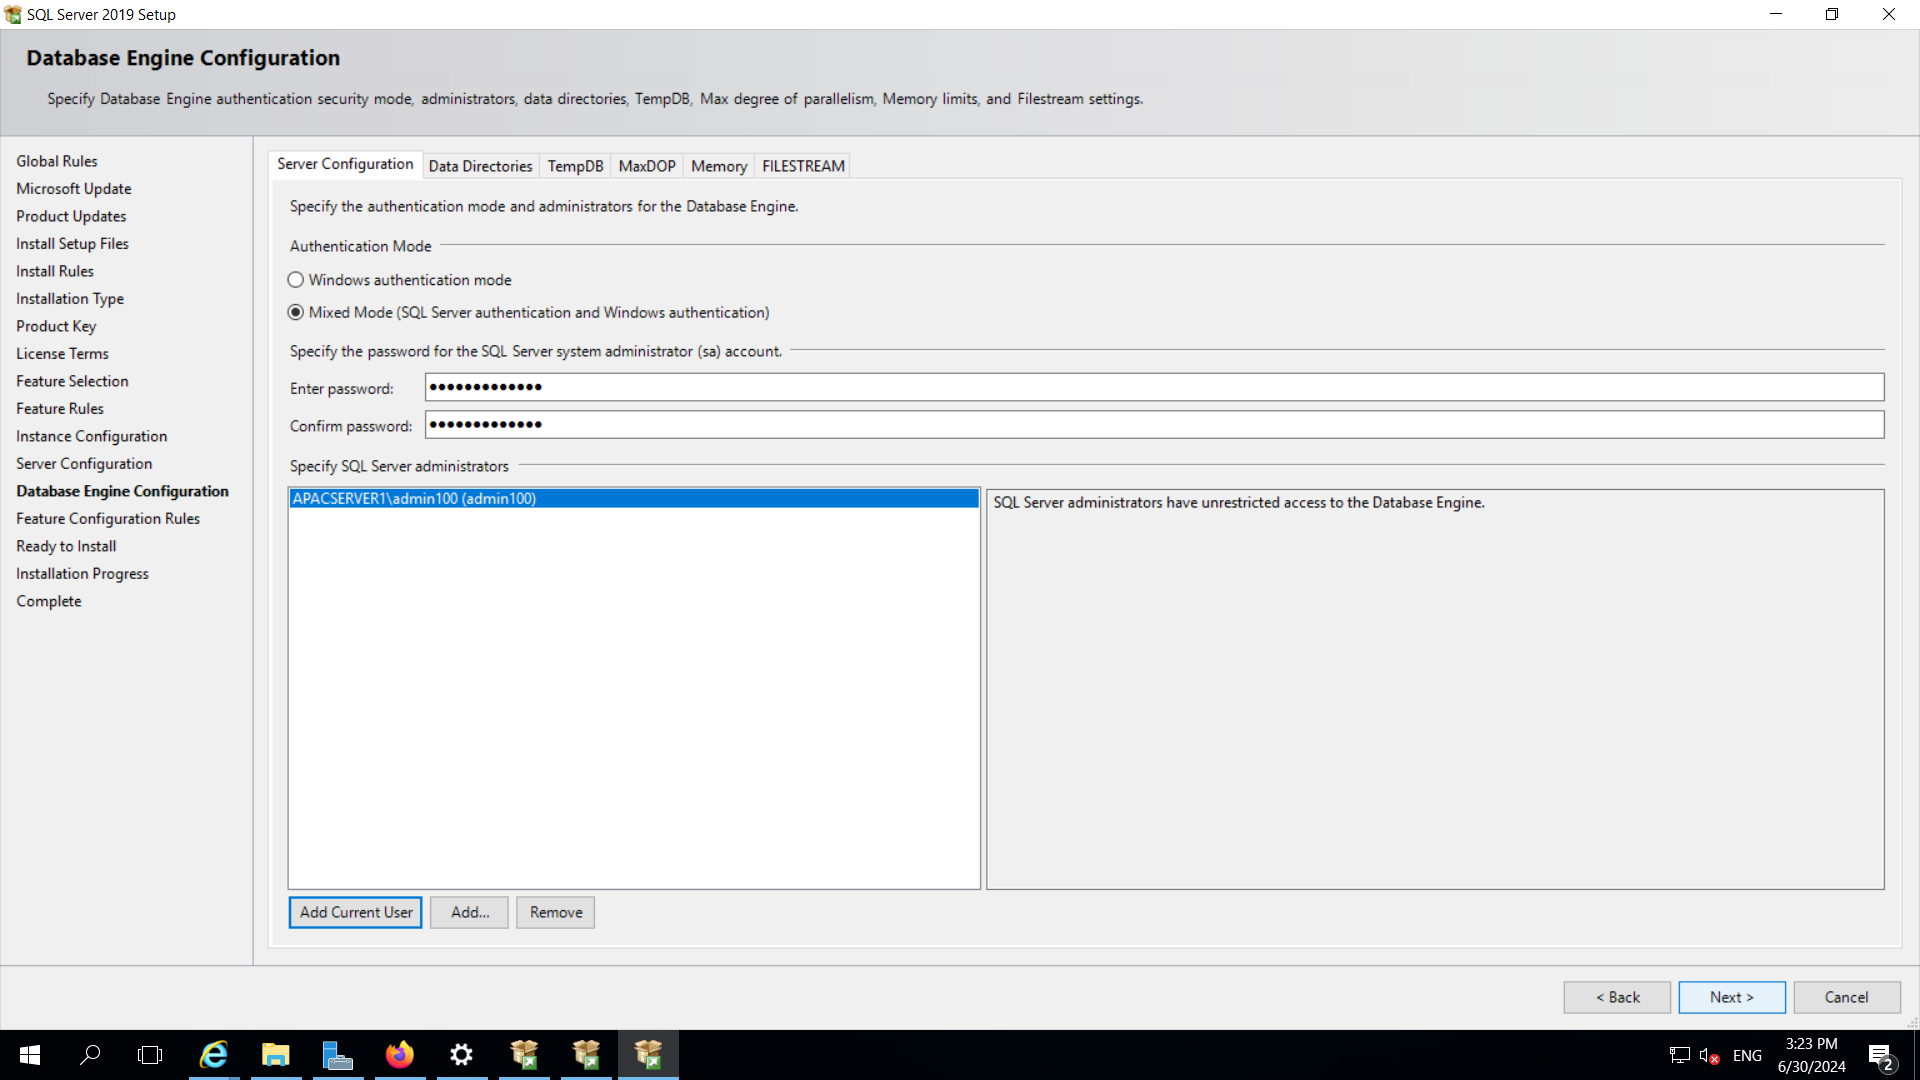 SQL Server 2019 Setup
Database Engine Configuration
Specify Database Engine authentication security mode, administrators, data directories, TempDB, Max degree of parallelism, Memory limits, and Filestream settings.
Global Rules
Microsoft Update
Product Updates
Install Setup Files
Install Rules
Installation Type
Product Key
License Terms
Feature Selection
Feature Rules
Instance Configuration
Server Configuration
Database Engine Configuration
Feature Configuration Rules
Ready to Install
Installation Progress
Complete
Server Configuration Data Directories TempDB MaxDOP Memory FILESTREAM
Specify the authentication mode and administrators for the Database Engine.
Authentication Mode
Windows authentication mode
Mixed Mode (SQL Server authentication and Windows authentication)
Specify the password for the SQL Server system administrator (sa) account.
Enter password: ●●●●●●●●●●●●●
Confirm password: ●●●●●●●●●●●●●
Specify SQL Server administrators
APACSERVER1\admin100 (admin100)
SQL Server administrators have unrestricted access to the Database Engine.
Add Current User Add... Remove
< Back Next > Cancel
ENG
3:23 PM
6/30/2024
2